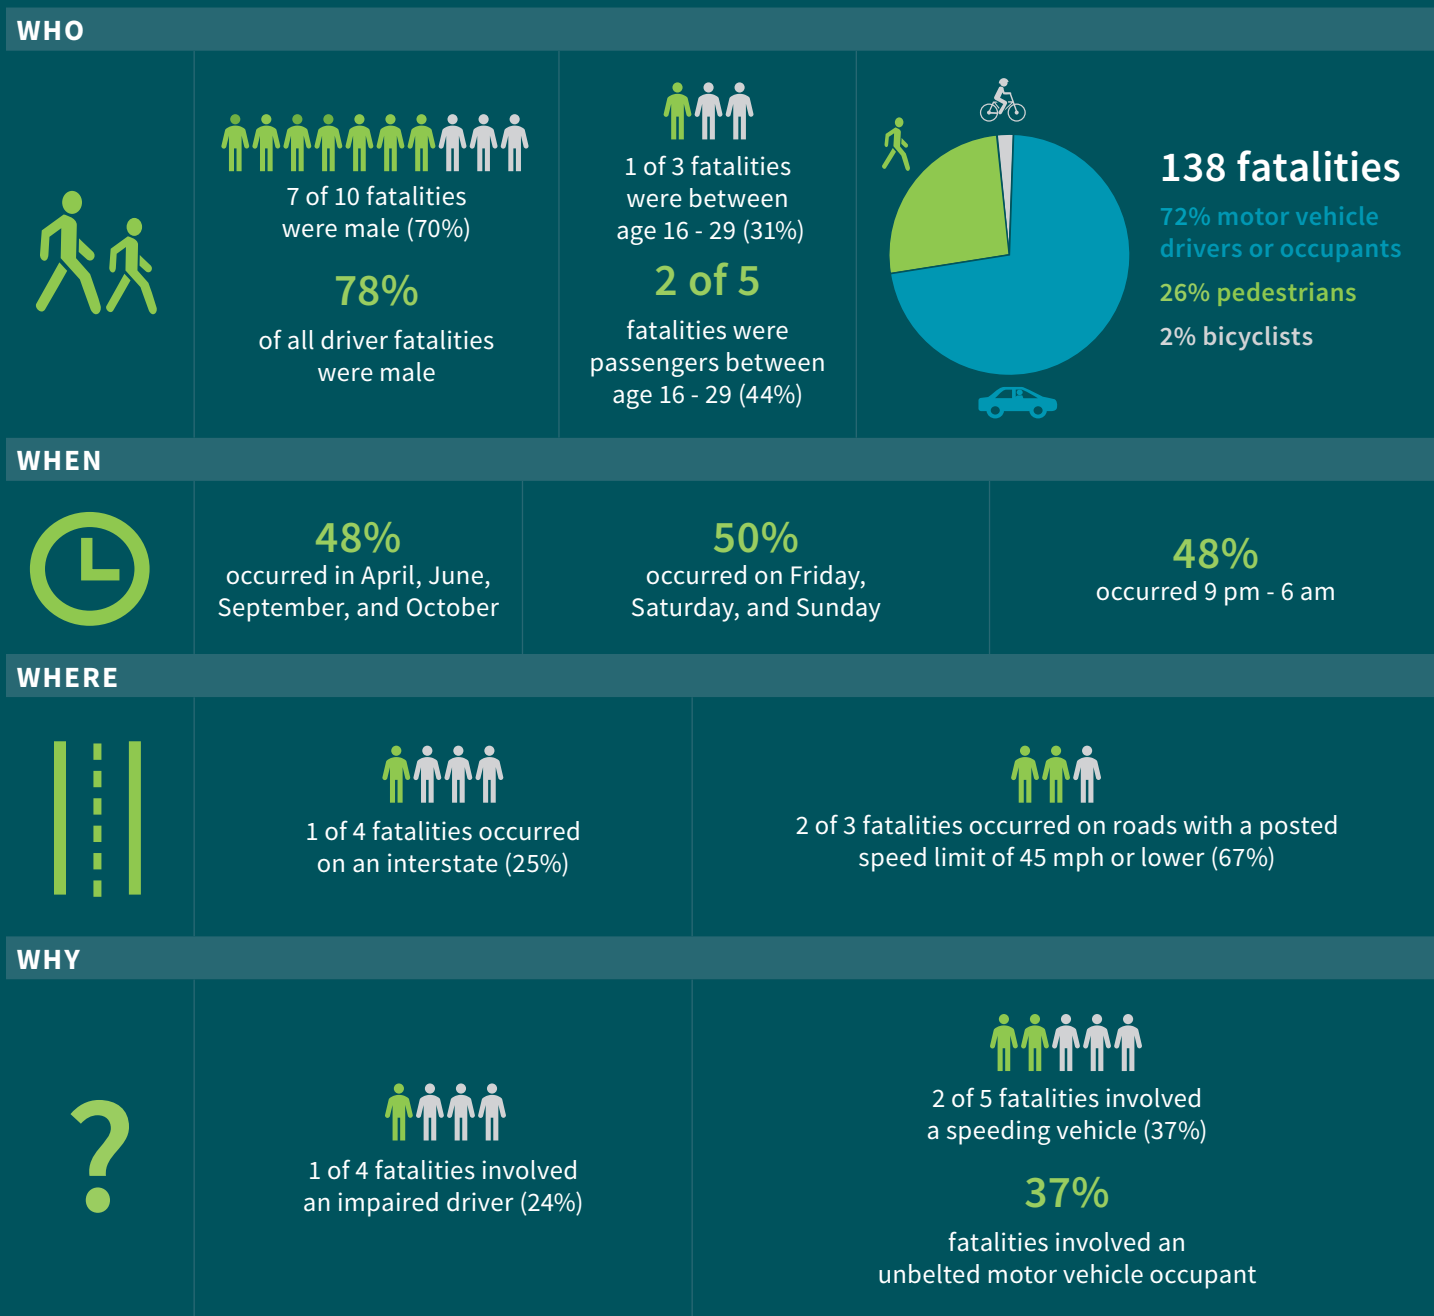 WHO
7 of 10 fatalities
were male (70%)
78%
of all driver fatalities
were male
1 of 3 fatalities
were between
age 16 - 29 (31%)
2 of 5
fatalities were
passengers between
age 16 - 29 (44%)
138 fatalities
72% motor vehicle
drivers or occupants
26% pedestrians
2% bicyclists
WHEN
48%
occurred in April, June,
September, and October
50%
occurred on Friday,
Saturday, and Sunday
48%
occurred 9 pm - 6 am
WHERE
1 of 4 fatalities occurred
on an interstate (25%)
2 of 3 fatalities occurred on roads with a posted
speed limit of 45 mph or lower (67%)
WHY
?
1 of 4 fatalities involved
an impaired driver (24%)
2 of 5 fatalities involved
a speeding vehicle (37%)
37%
fatalities involved an
unbelted motor vehicle occupant